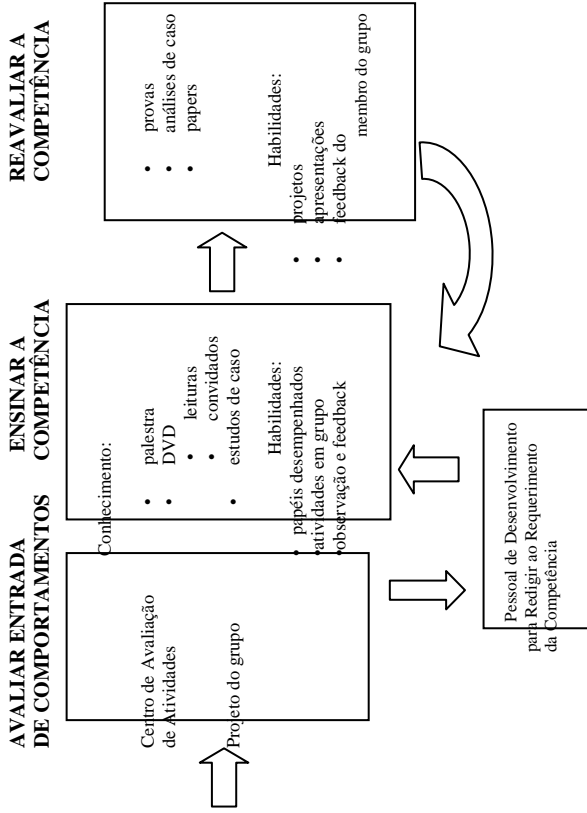 AVALIAR ENTRADA
DE COMPORTAMENTOS
Centro de Avaliação
de Atividades
Projeto do grupo
ENSINAR A
COMPETÊNCIA
Conhecimento:
• palestra
• DVD
• leituras
• convidados
• estudos de caso
Habilidades:
• papéis desempenhados
• atividades em grupo
• observação e feedback
REAVALIAR A
COMPETÊNCIA
• provas
• análises de caso
• papers
Habilidades:
• projetos
• apresentações
• feedback do
membro do grupo
Pessoal de Desenvolvimento
para Redigir ao Requerimento
da Competência